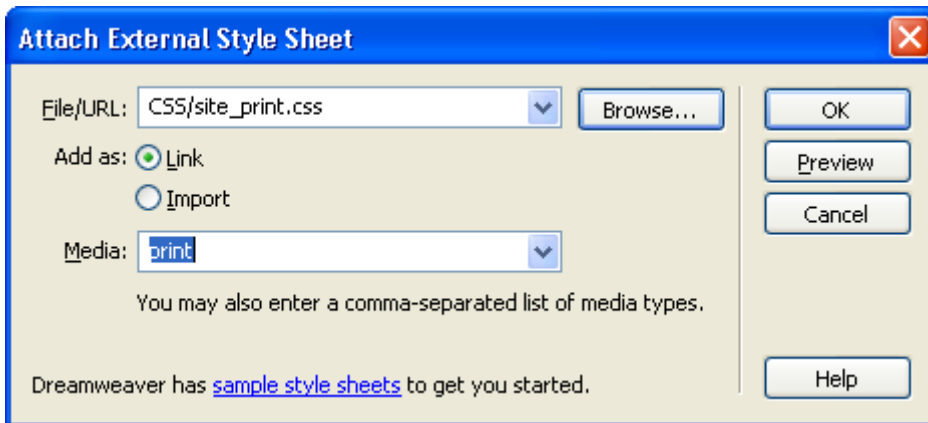 Attach External Style Sheet
File/URL: CSS/site_print.css Browse... OK
Add as: Link Preview
Import Cancel
Media: print
You may also enter a comma-separated list of media types.
Dreamweaver has sample style sheets to get you started. Help